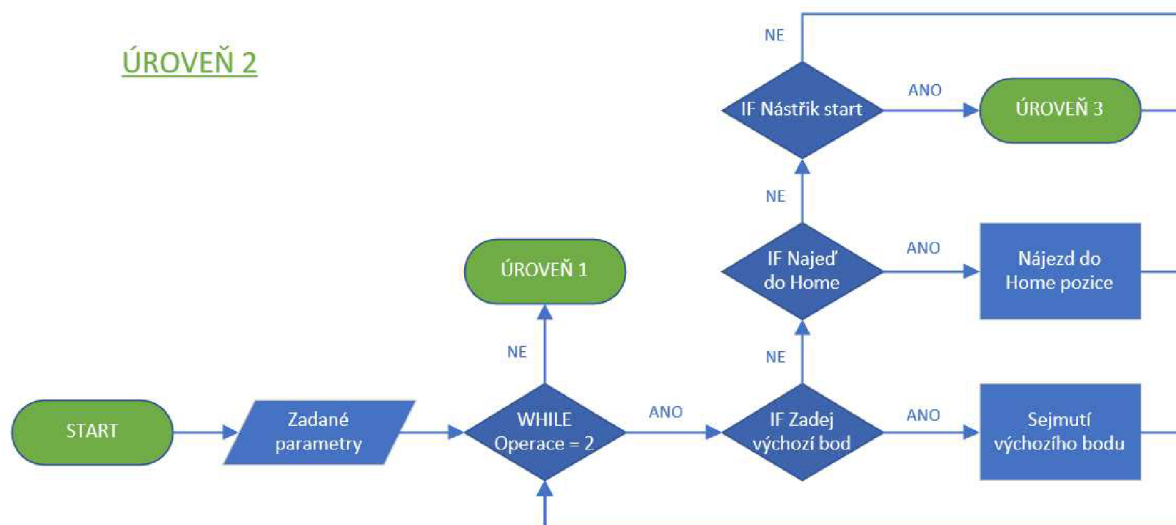 ÚROVEŇ 2
NE
IF Nástřik start
ANO
ÚROVEŇ 3
NE
ÚROVEŇ 1
IF Najeď
do Home
ANO
Nájezd do
Home pozice
NE
NE
START
Zadané
parametry
WHILE
Operace = 2
ANO
IF Zadej
výchozí bod
ANO
Sejmutí
výchozího bodu